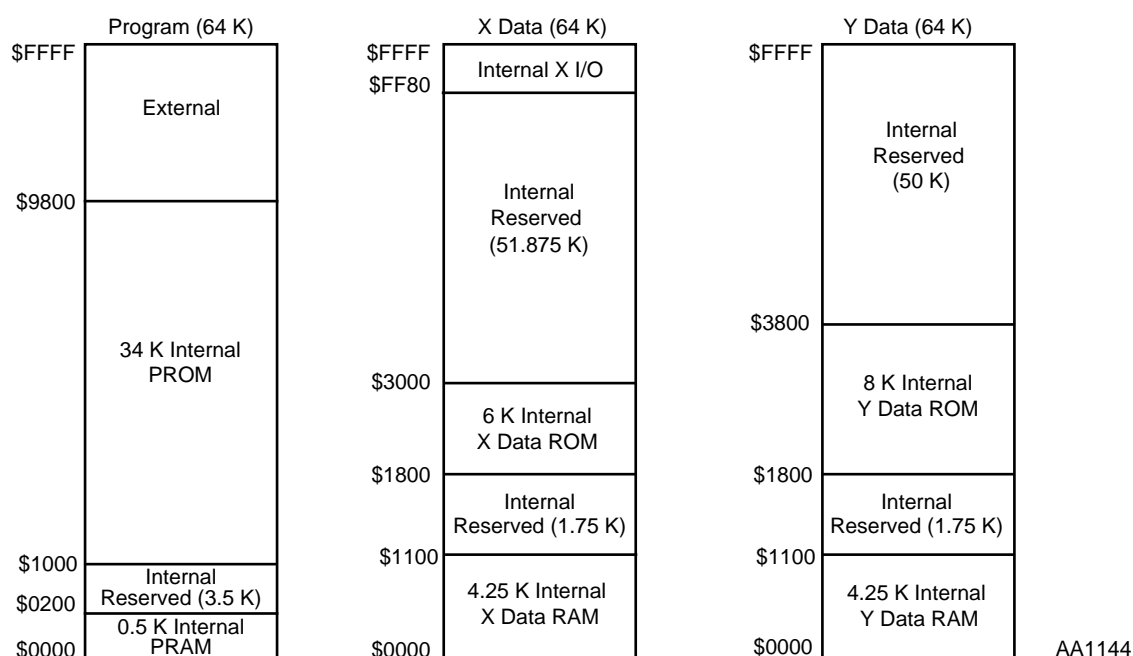 Program (64 K)
$FFFF
External
$9800
34 K Internal
PROM
$1000
Internal
Reserved (3.5 K)
$0200
0.5 K Internal
PRAM
$0000
X Data (64 K)
$FFFF
Internal X I/O
$FF80
Internal
Reserved
(51.875 K)
$3000
6 K Internal
X Data ROM
$1800
Internal
Reserved (1.75 K)
$1100
4.25 K Internal
X Data RAM
$0000
Y Data (64 K)
$FFFF
Internal
Reserved
(50 K)
$3800
8 K Internal
Y Data ROM
$1800
Internal
Reserved (1.75 K)
$1100
4.25 K Internal
Y Data RAM
$0000
AA1144